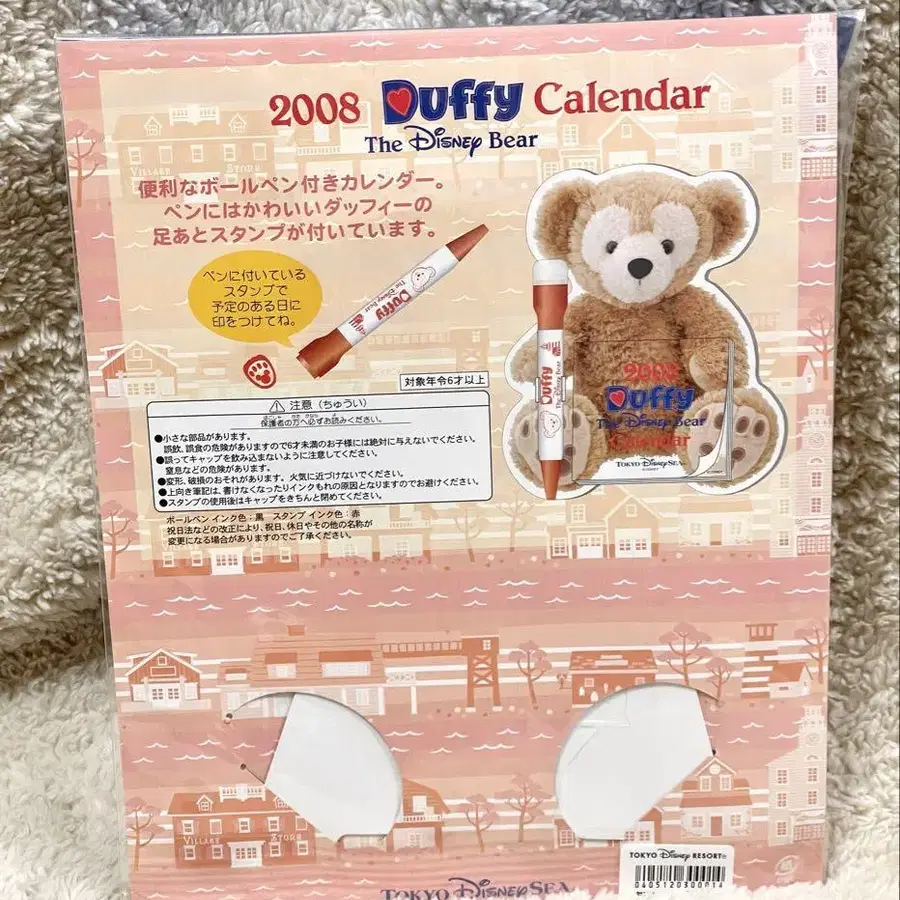 2008 Duffy Calendar
The Disney Bear
便利なボールペン付きカレンダー。
ペンにはかわいいダッフィーの
足あとスタンプが付いています。
ペンに付いている
スタンプで
予定のある日に
印をつけてね。
The Disney Bear
Duffy
対象年令6才以上
⚠ 注意（ちゅうい）
保護者の方へ必ずお読みください。
●小さな部品があります。
誤飲、誤食の危険がありますので6才未満のお子様には絶対に与えないでください。
●誤ってキャップを飲み込まないように注意してください。
窒息などの危険があります。
●変形、破損のおそれがあります。火気に近づけないでください。
●上向き筆記は、書けなくなったりインクもれの原因となりますのでお避けください。
●スタンプの使用後はキャップをきちんと閉めてください。
ボールペン インク色：黒 スタンプ インク色：赤
祝日法などの改正により、祝日、休日やその他の名称が
変更になる場合がありますのでご了承ください。
Duffy
The Disney Bear
2008
Duffy
The Disney Bear
Calendar
TOKYO DISNEYSEA
VILLAGE STORE
VILLAGE STORE
TOKYO DISNEY SEA
TOKYO Disney RESORT®
0405120300014